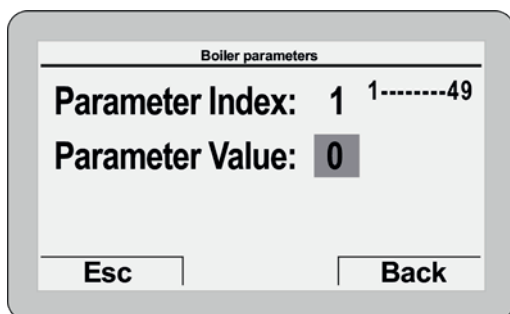 Boiler parameters
Parameter Index: 1 1--------49
Parameter Value: 0
Esc Back